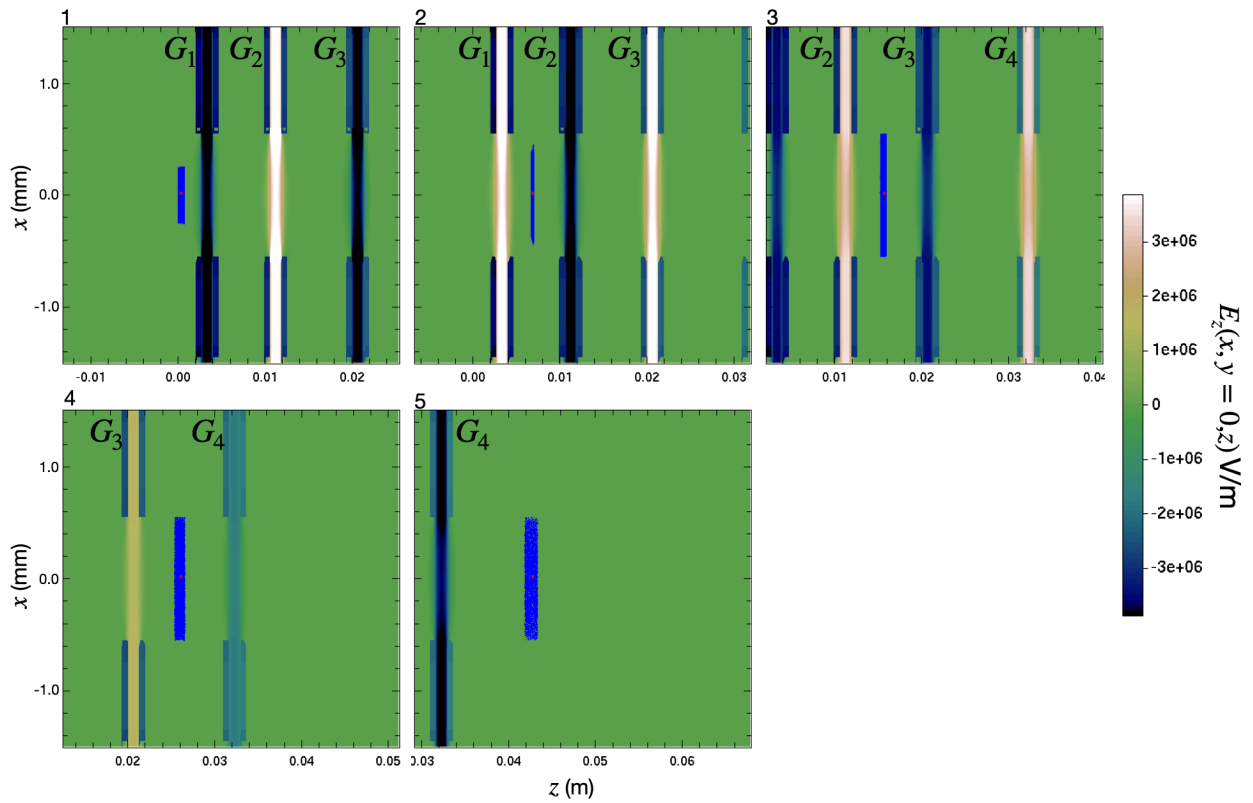 1
G₁ G₂ G₃
x (mm)
1.0
0.0
-1.0
-0.01 0.00 0.01 0.02
2
G₁ G₂ G₃
0.00 0.01 0.02 0.03
3
G₂ G₃ G₄
0.01 0.02 0.03 0.04
4
G₃ G₄
x (mm)
1.0
0.0
-1.0
0.02 0.03 0.04 0.05
5
G₄
0.03 0.04 0.05 0.06
z (m)
3e+06
2e+06
1e+06
0
-1e+06
-2e+06
-3e+06
E_z(x, y = 0,z) V/m